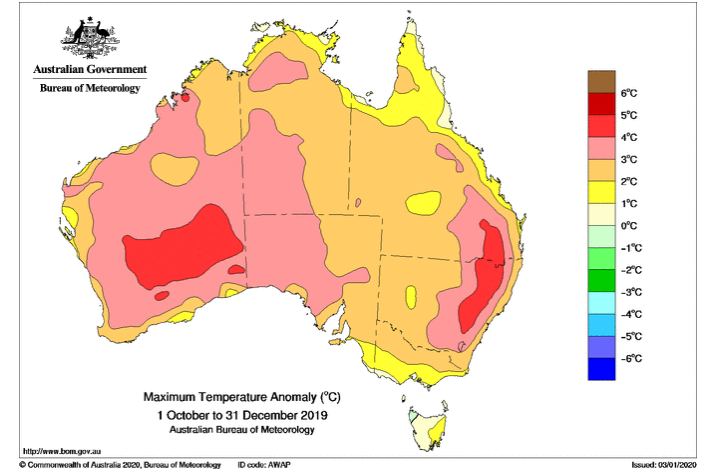 Australian Government
Bureau of Meteorology
6°C
5°C
4°C
3°C
2°C
1°C
0°C
-1°C
-2°C
-3°C
-4°C
-5°C
-6°C
Maximum Temperature Anomaly (°C)
1 October to 31 December 2019
Australian Bureau of Meteorology
http://www.bom.gov.au
© Commonwealth of Australia 2020, Bureau of Meteorology ID code: AWAP Issued: 03/01/2020